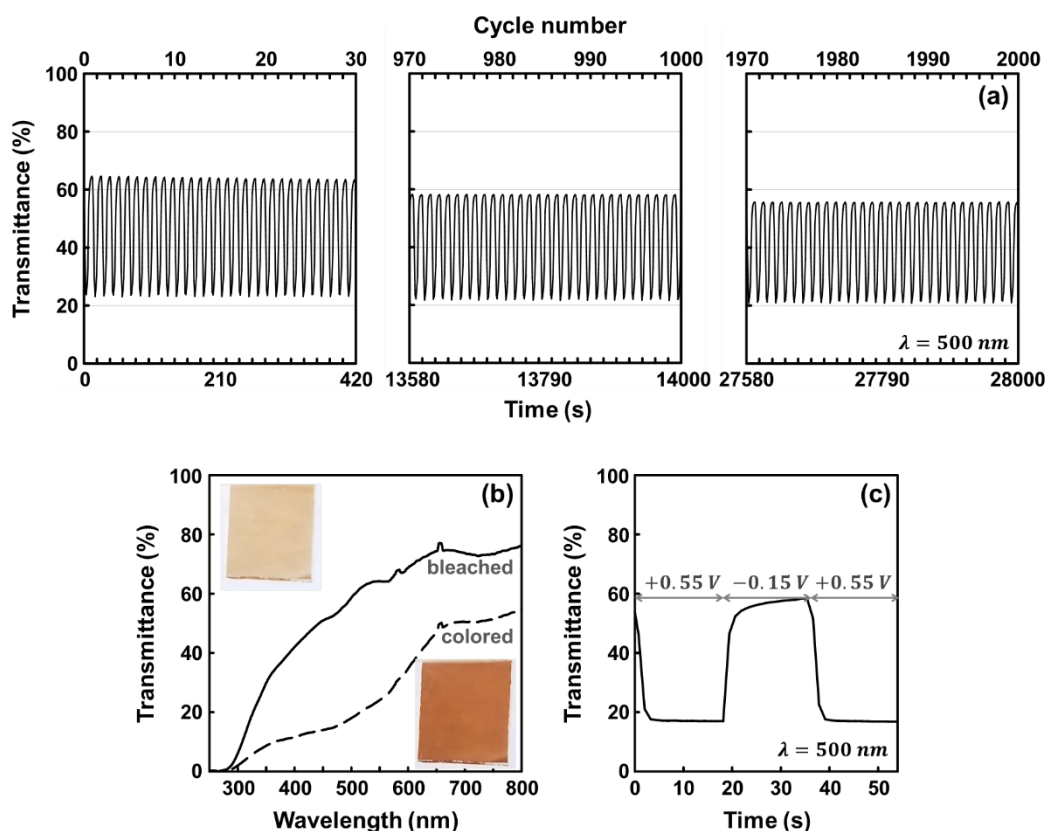 Cycle number
0 10 20 30 970 980 990 1000 1970 1980 1990 2000
100
(a)
80
60
40
20
0
Transmittance (%)
λ = 500 nm
0 210 420 13580 13790 14000 27580 27790 28000
Time (s)
100
(b)
80
60
40
20
0
Transmittance (%)
bleached
colored
300 400 500 600 700 800
Wavelength (nm)
100
(c)
80
60
40
20
0
Transmittance (%)
+0.55 V −0.15 V +0.55 V
λ = 500 nm
0 10 20 30 40 50
Time (s)